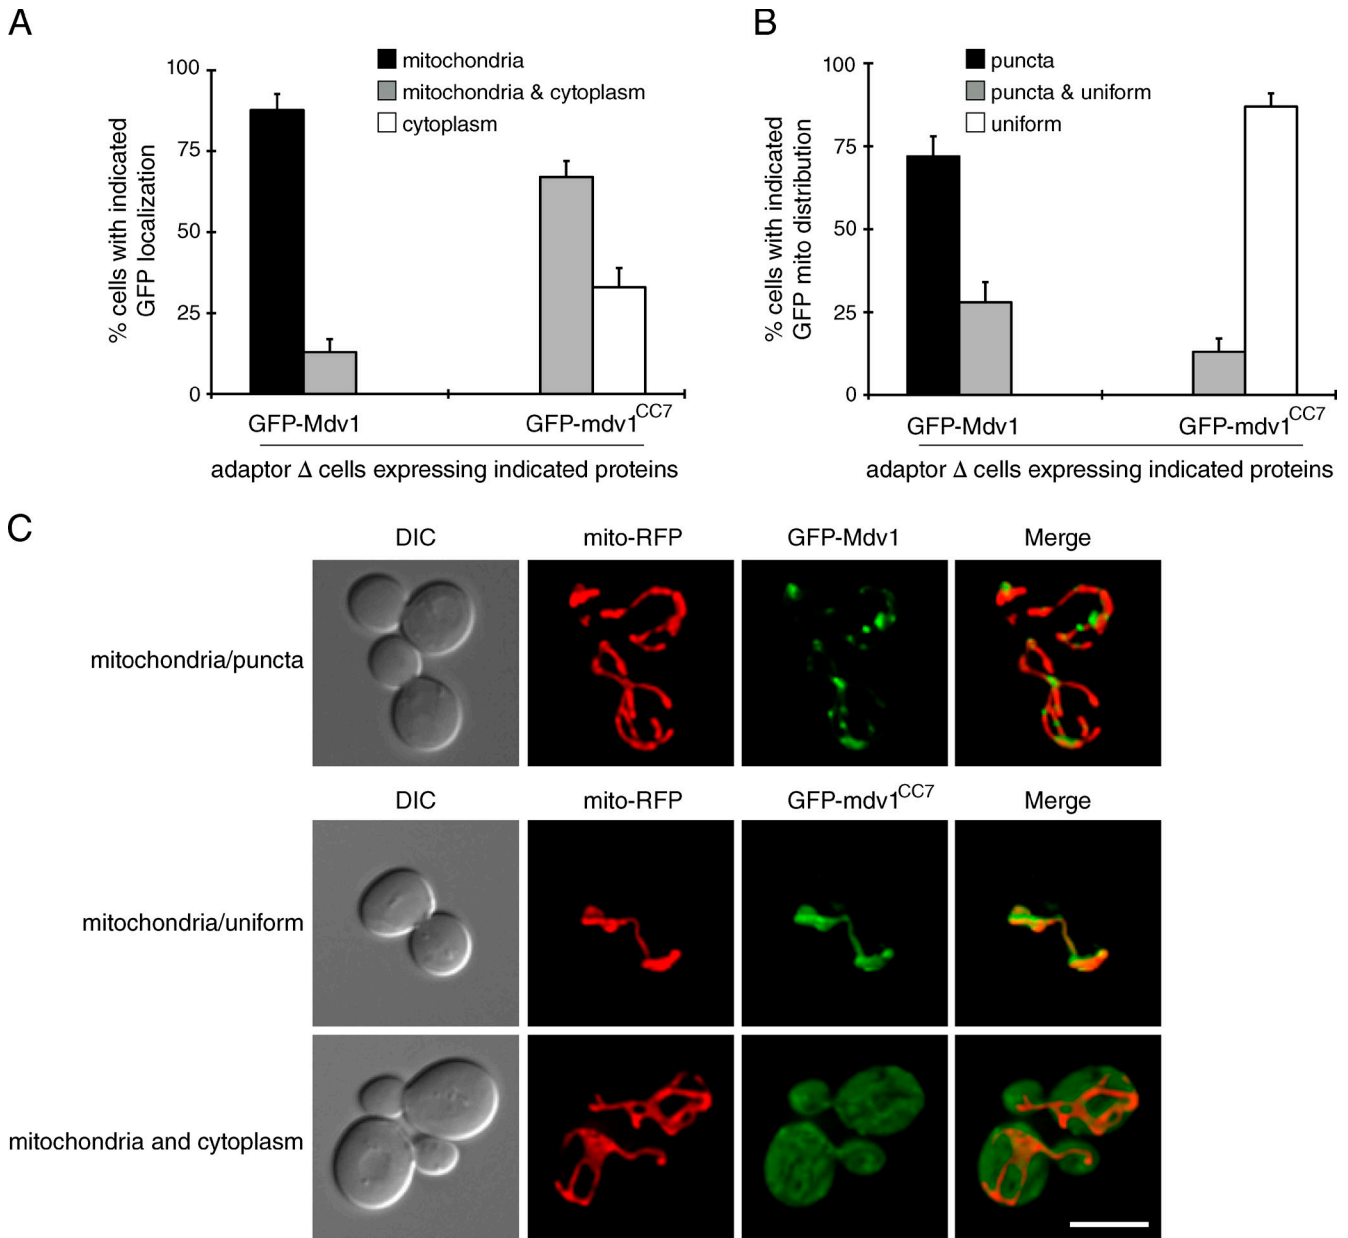 A
% cells with indicated
GFP localization
mitochondria
mitochondria & cytoplasm
cytoplasm
100
75
50
25
0
GFP-Mdv1
GFP-mdv1CC7
adaptor Δ cells expressing indicated proteins
B
% cells with indicated
GFP mito distribution
puncta
puncta & uniform
uniform
100
75
50
25
0
GFP-Mdv1
GFP-mdv1CC7
adaptor Δ cells expressing indicated proteins
C
DIC
mito-RFP
GFP-Mdv1
Merge
mitochondria/puncta
DIC
mito-RFP
GFP-mdv1CC7
Merge
mitochondria/uniform
mitochondria and cytoplasm